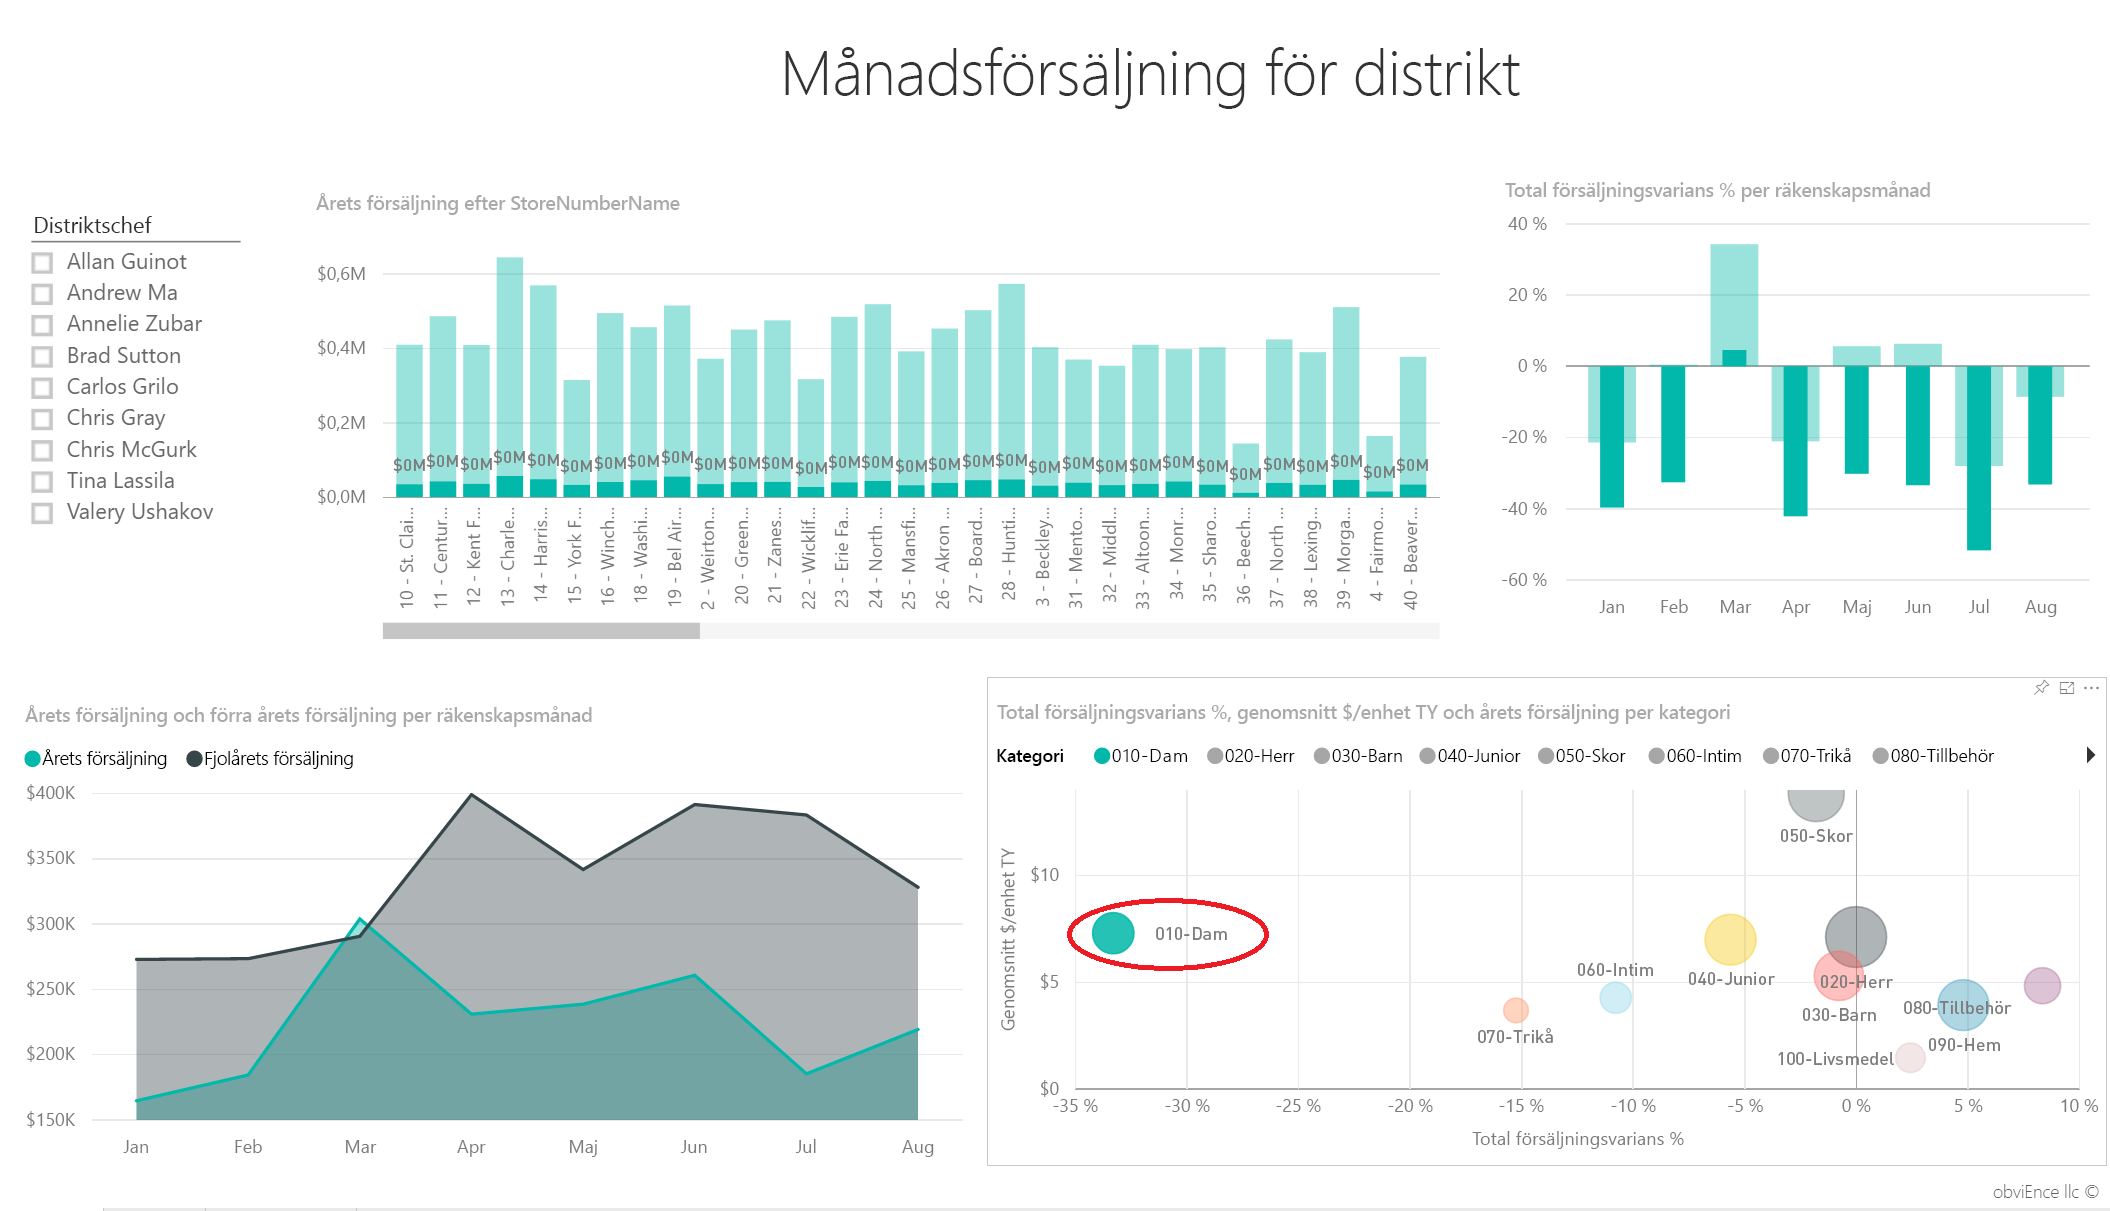 Månadsförsäljning för distrikt
Distriktschef
Allan Guinot
Andrew Ma
Annelie Zubar
Brad Sutton
Carlos Grilo
Chris Gray
Chris McGurk
Tina Lassila
Valery Ushakov
Årets försäljning efter StoreNumberName
$0,6M
$0,4M
$0,2M
$0,0M
$0M $0M $0M $0M $0M $0M $0M $0M $0M $0M $0M $0M $0M $0M $0M $0M $0M $0M $0M $0M $0M $0M $0M $0M $0M $0M $0M $0M $0M $0M $0M
10 - St. Clai...
11 - Centur...
12 - Kent F...
13 - Charle...
14 - Harris...
15 - York F...
16 - Winch...
18 - Washi...
19 - Bel Air...
2 - Weirton...
20 - Green...
21 - Zanes...
22 - Wicklif...
23 - Erie Fa...
24 - North ...
25 - Mansfi...
26 - Akron ...
27 - Board...
28 - Hunti...
3 - Beckley...
31 - Mento...
32 - Middl...
33 - Altoon...
34 - Monr...
35 - Sharo...
36 - Beech...
37 - North ...
38 - Lexing...
39 - Morga...
4 - Fairmo...
40 - Beaver...
Total försäljningsvarians % per räkenskapsmånad
40 %
20 %
0 %
-20 %
-40 %
-60 %
Jan Feb Mar Apr Maj Jun Jul Aug
Årets försäljning och förra årets försäljning per räkenskapsmånad
Årets försäljning Fjolårets försäljning
$400K
$350K
$300K
$250K
$200K
$150K
Jan Feb Mar Apr Maj Jun Jul Aug
Total försäljningsvarians %, genomsnitt $/enhet TY och årets försäljning per kategori
Kategori 010-Dam 020-Herr 030-Barn 040-Junior 050-Skor 060-Intim 070-Trikå 080-Tillbehör
Genomsnitt $/enhet TY
$10
$5
$0
050-Skor
010-Dam
060-Intim
040-Junior
020-Herr
080-Tillbehör
030-Barn
070-Trikå
090-Hem
100-Livsmedel
-35 % -30 % -25 % -20 % -15 % -10 % -5 % 0 % 5 % 10 %
Total försäljningsvarians %
obviEnce llc ©